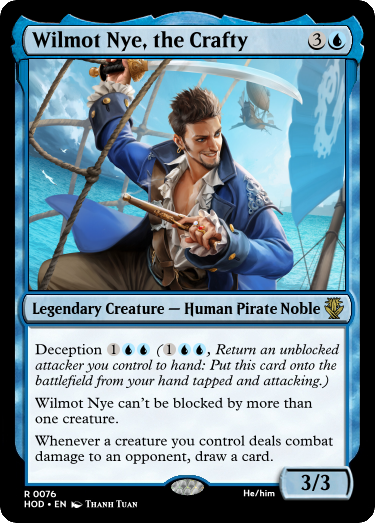 Wilmot Nye, the Crafty 3
Legendary Creature — Human Pirate Noble
Deception 1 (1, Return an unblocked
attacker you control to hand: Put this card onto the
battlefield from your hand tapped and attacking.)
Wilmot Nye can't be blocked by more than
one creature.
Whenever a creature you control deals combat
damage to an opponent, draw a card.
3/3
R 0076
He/him
HOD • EN Thanh Tuan